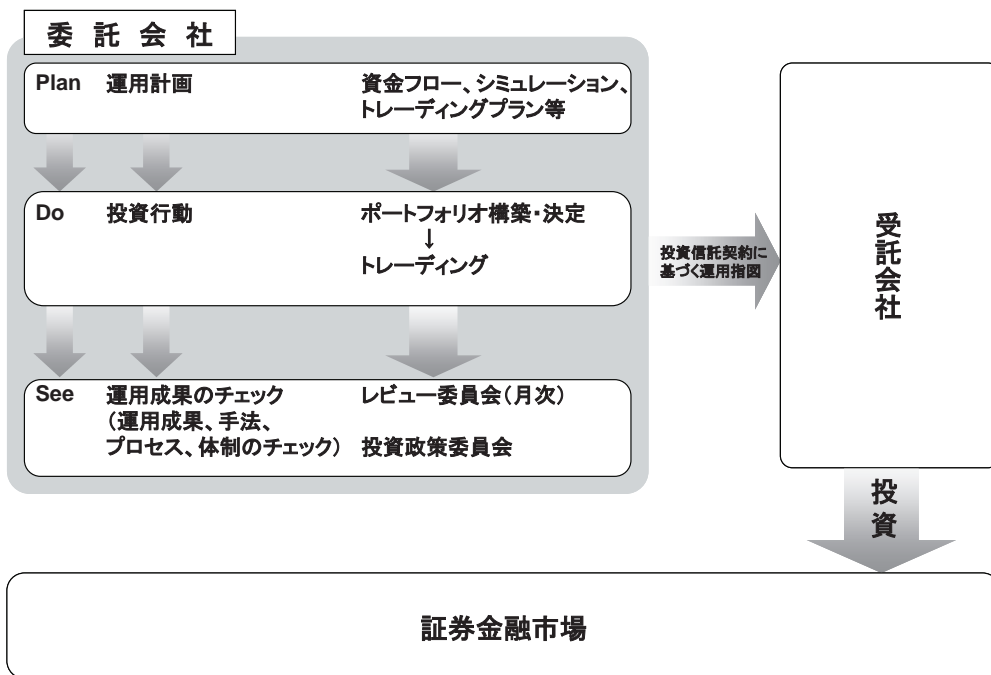 委託会社
Plan 運用計画 資金フロー、シミュレーション、
トレーディングプラン等
Do 投資行動 ポートフォリオ構築・決定
↓
トレーディング
See 運用成果のチェック レビュー委員会（月次）
（運用成果、手法、
プロセス、体制のチェック） 投資政策委員会
投資信託契約に
基づく運用指図
受託会社
投資
証券金融市場